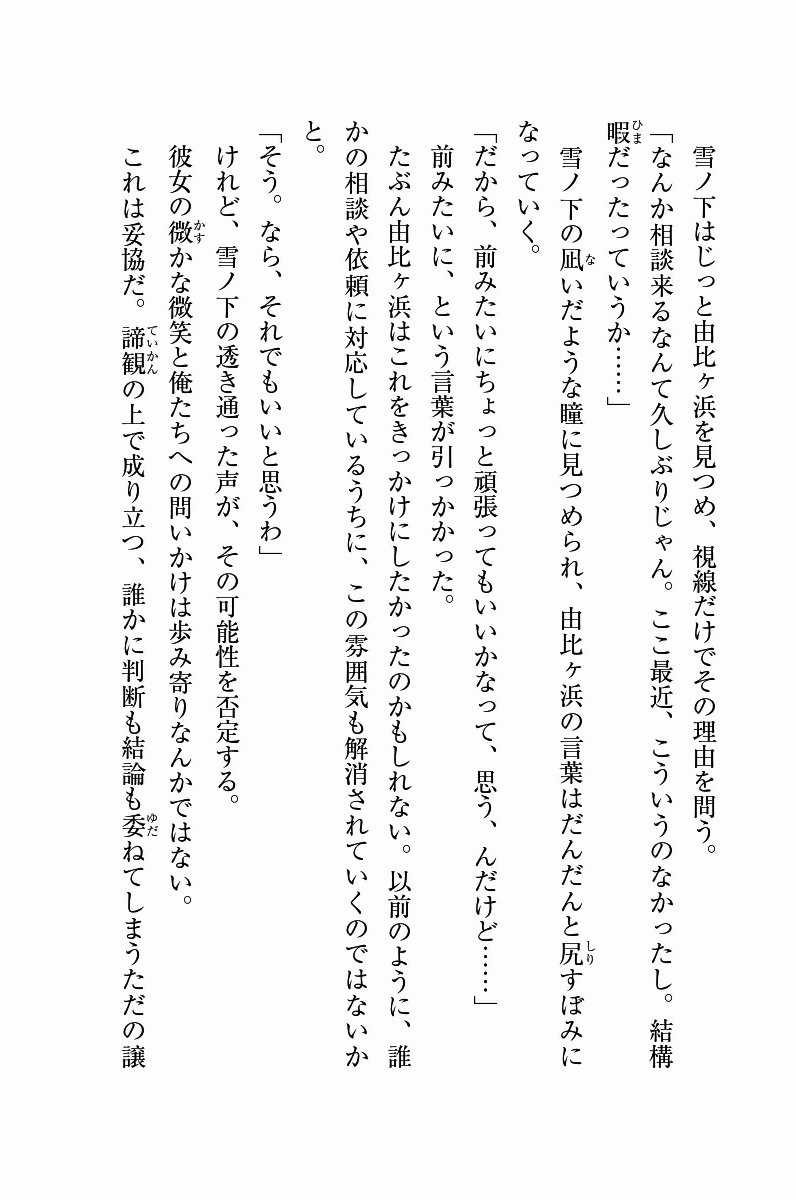 雪ノ下はじっと由比ヶ浜を見つめ、視線だけでその理由を問う。
「なんか相談来るなんて久しぶりじゃん。ここ最近、こういうのなかったし。結構
暇だったっていうか……」
雪ノ下の凪いだような瞳に見つめられ、由比ヶ浜の言葉はだんだんと尻すぼみに
なっていく。
「だから、前みたいにちょっと頑張ってもいいかなって、思う、んだけど……」
前みたいに、という言葉が引っかかった。
たぶん由比ヶ浜はこれをきっかけにしたかったのかもしれない。以前のように、誰
かの相談や依頼に対応しているうちに、この雰囲気も解消されていくのではないか
と。
「そう。なら、それでもいいと思うわ」
けれど、雪ノ下の透き通った声が、その可能性を否定する。
彼女の微かな微笑と俺たちへの問いかけは歩み寄りなんかではない。
これは妥協だ。諦観の上で成り立つ、誰かに判断も結論も委ねてしまうただの譲